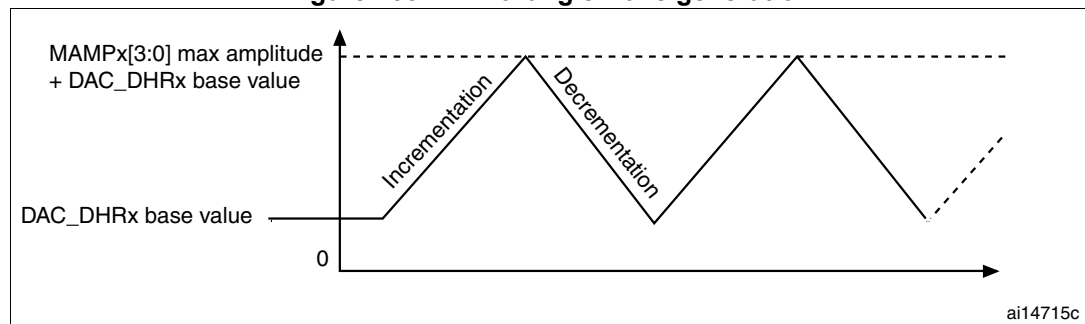 MAMPx[3:0] max amplitude
+ DAC_DHRx base value
Incrementation
Decrementation
DAC_DHRx base value
0
ai14715c